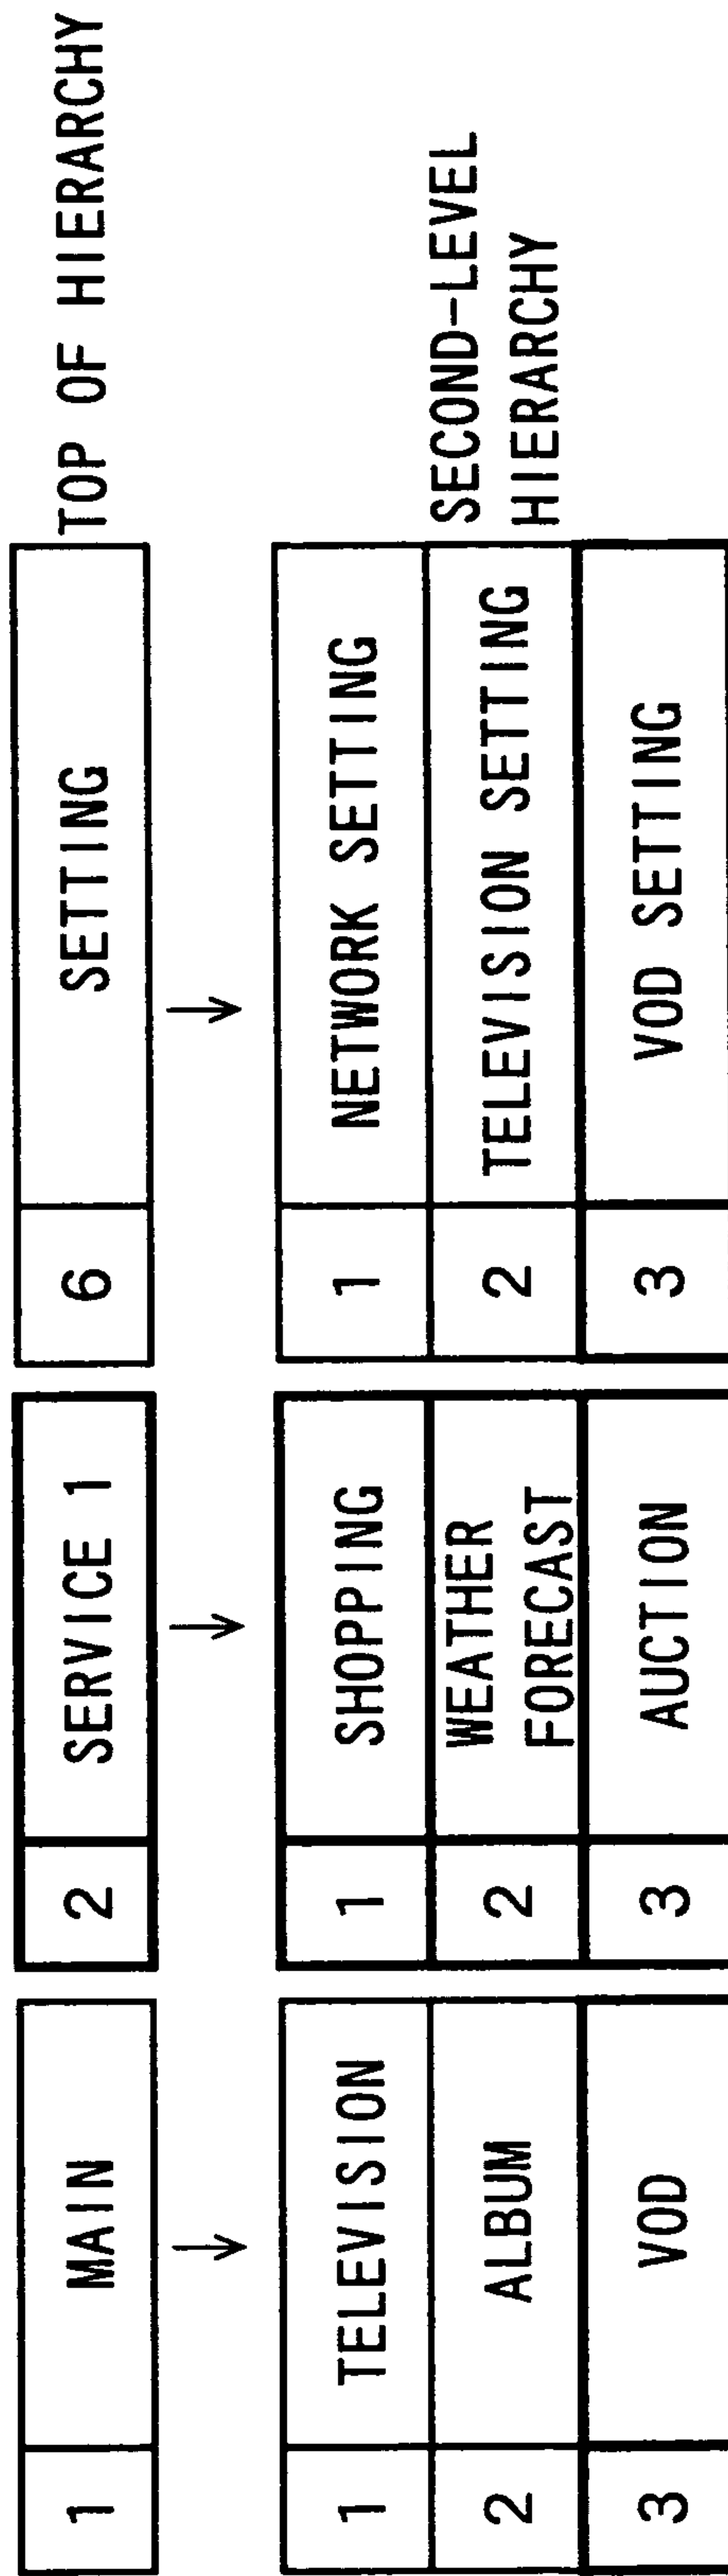 1 MAIN
2 SERVICE 1
6 SETTING
TOP OF HIERARCHY
1 TELEVISION
2 ALBUM
3 VOD
1 SHOPPING
2 WEATHER
FORECAST
3 AUCTION
1 NETWORK SETTING
2 TELEVISION SETTING
3 VOD SETTING
SECOND-LEVEL
HIERARCHY